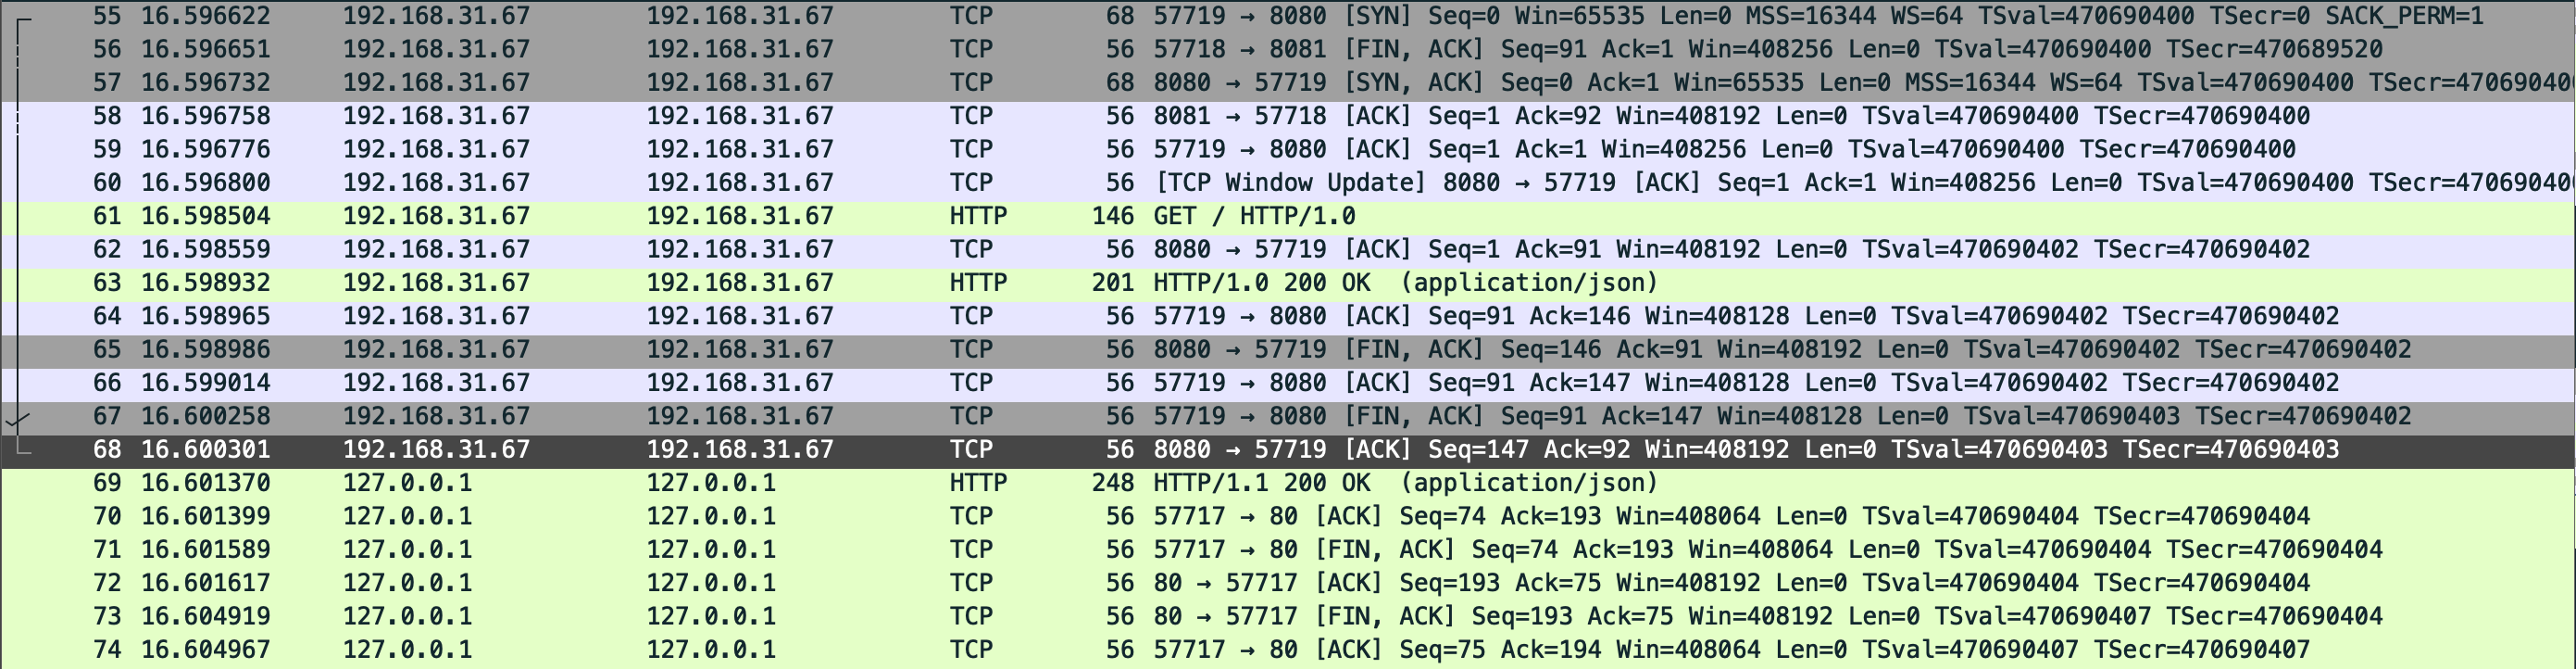 55 16.596622 192.168.31.67 192.168.31.67 TCP 68 57719 → 8080 [SYN] Seq=0 Win=65535 Len=0 MSS=16344 WS=64 TSval=470690400 TSecr=0 SACK_PERM=1
56 16.596651 192.168.31.67 192.168.31.67 TCP 56 57718 → 8081 [FIN, ACK] Seq=91 Ack=1 Win=408256 Len=0 TSval=470690400 TSecr=470689520
57 16.596732 192.168.31.67 192.168.31.67 TCP 68 8080 → 57719 [SYN, ACK] Seq=0 Ack=1 Win=65535 Len=0 MSS=16344 WS=64 TSval=470690400 TSecr=47069040
58 16.596758 192.168.31.67 192.168.31.67 TCP 56 8081 → 57718 [ACK] Seq=1 Ack=92 Win=408192 Len=0 TSval=470690400 TSecr=470690400
59 16.596776 192.168.31.67 192.168.31.67 TCP 56 57719 → 8080 [ACK] Seq=1 Ack=1 Win=408256 Len=0 TSval=470690400 TSecr=470690400
60 16.596800 192.168.31.67 192.168.31.67 TCP 56 [TCP Window Update] 8080 → 57719 [ACK] Seq=1 Ack=1 Win=408256 Len=0 TSval=470690400 TSecr=47069040
61 16.598504 192.168.31.67 192.168.31.67 HTTP 146 GET / HTTP/1.0
62 16.598559 192.168.31.67 192.168.31.67 TCP 56 8080 → 57719 [ACK] Seq=1 Ack=91 Win=408192 Len=0 TSval=470690402 TSecr=470690402
63 16.598932 192.168.31.67 192.168.31.67 HTTP 201 HTTP/1.0 200 OK (application/json)
64 16.598965 192.168.31.67 192.168.31.67 TCP 56 57719 → 8080 [ACK] Seq=91 Ack=146 Win=408128 Len=0 TSval=470690402 TSecr=470690402
65 16.598986 192.168.31.67 192.168.31.67 TCP 56 8080 → 57719 [FIN, ACK] Seq=146 Ack=91 Win=408192 Len=0 TSval=470690402 TSecr=470690402
66 16.599014 192.168.31.67 192.168.31.67 TCP 56 57719 → 8080 [ACK] Seq=91 Ack=147 Win=408128 Len=0 TSval=470690402 TSecr=470690402
67 16.600258 192.168.31.67 192.168.31.67 TCP 56 57719 → 8080 [FIN, ACK] Seq=91 Ack=147 Win=408128 Len=0 TSval=470690403 TSecr=470690402
68 16.600301 192.168.31.67 192.168.31.67 TCP 56 8080 → 57719 [ACK] Seq=147 Ack=92 Win=408192 Len=0 TSval=470690403 TSecr=470690403
69 16.601370 127.0.0.1 127.0.0.1 HTTP 248 HTTP/1.1 200 OK (application/json)
70 16.601399 127.0.0.1 127.0.0.1 TCP 56 57717 → 80 [ACK] Seq=74 Ack=193 Win=408064 Len=0 TSval=470690404 TSecr=470690404
71 16.601589 127.0.0.1 127.0.0.1 TCP 56 57717 → 80 [FIN, ACK] Seq=74 Ack=193 Win=408064 Len=0 TSval=470690404 TSecr=470690404
72 16.601617 127.0.0.1 127.0.0.1 TCP 56 80 → 57717 [ACK] Seq=193 Ack=75 Win=408192 Len=0 TSval=470690404 TSecr=470690404
73 16.604919 127.0.0.1 127.0.0.1 TCP 56 80 → 57717 [FIN, ACK] Seq=193 Ack=75 Win=408192 Len=0 TSval=470690407 TSecr=470690404
74 16.604967 127.0.0.1 127.0.0.1 TCP 56 57717 → 80 [ACK] Seq=75 Ack=194 Win=408064 Len=0 TSval=470690407 TSecr=470690407